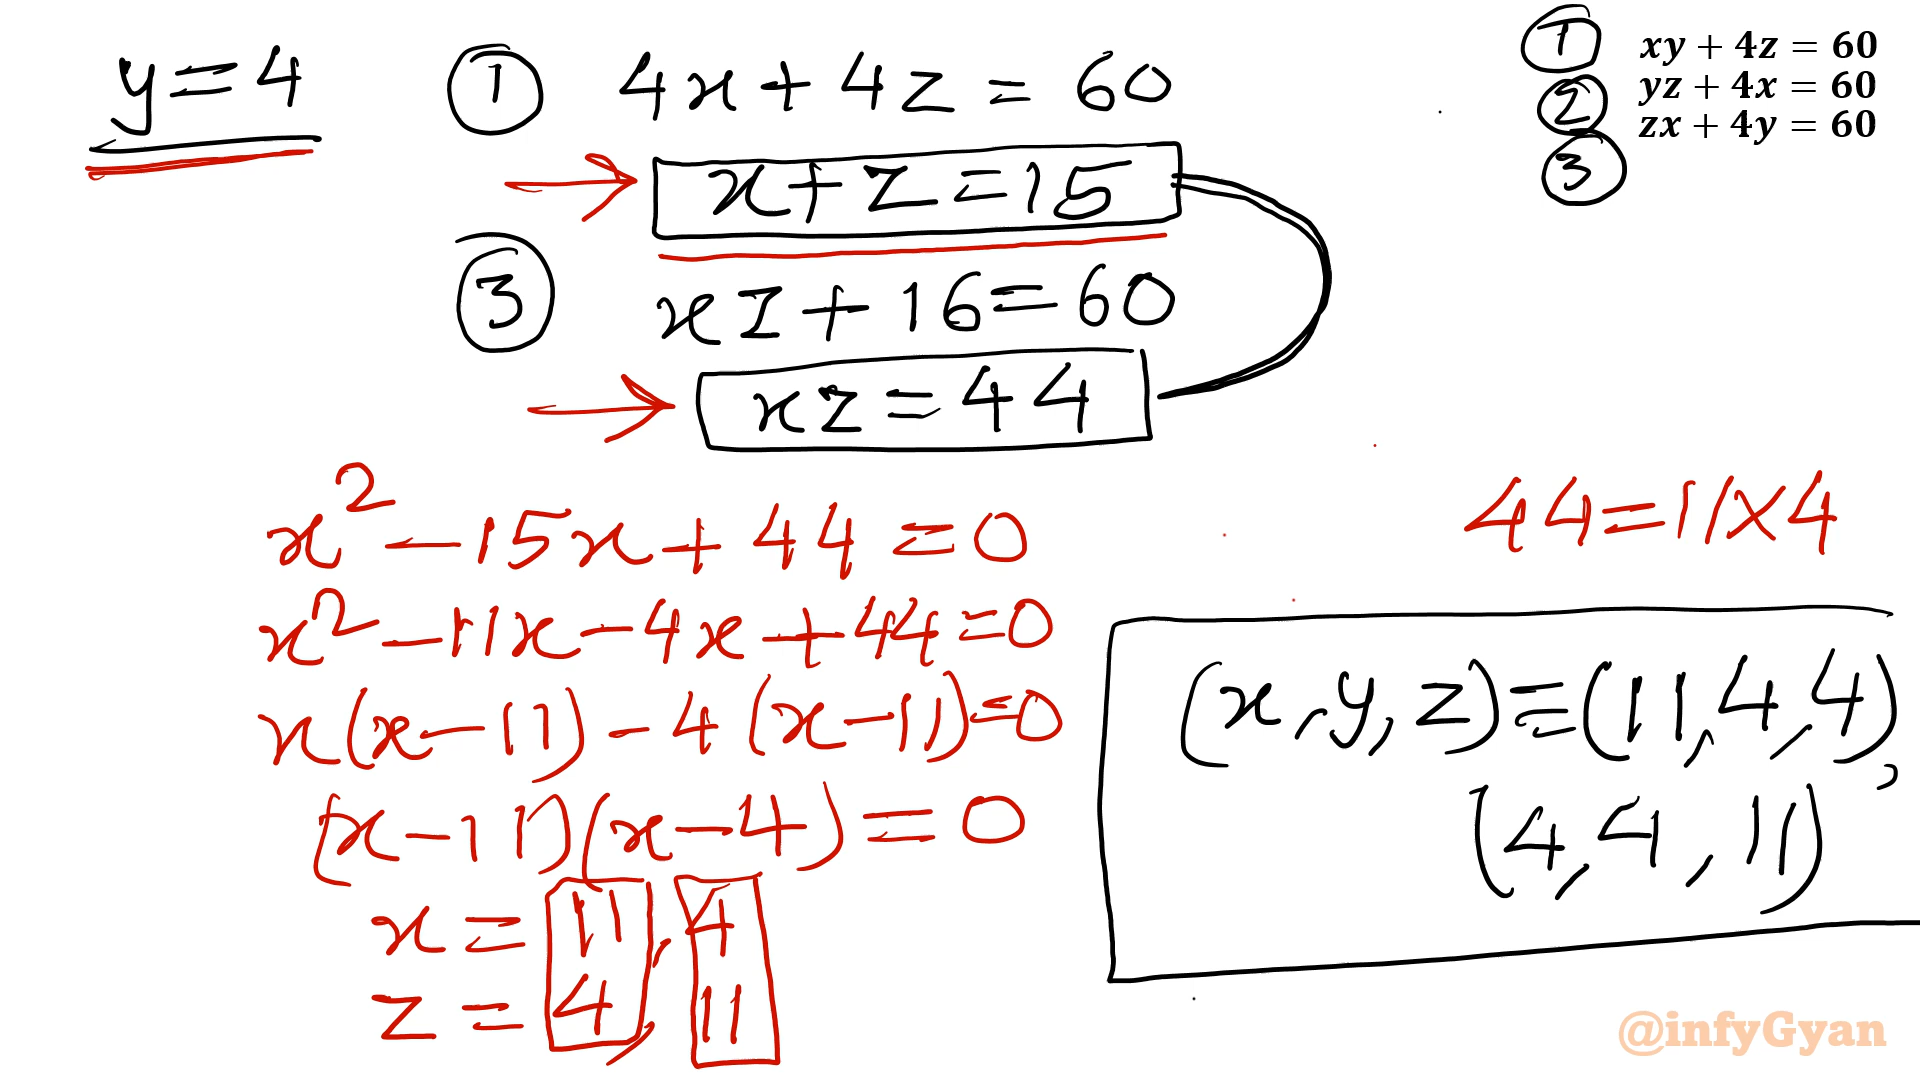 y = 4
① 4x + 4z = 60
x + z = 15
③ xz + 16 = 60
xz = 44
x² - 15x + 44 = 0
x² - 11x - 4x + 44 = 0
x(x - 11) - 4(x - 11) = 0
(x - 11)(x - 4) = 0
x = 11, 4
z = 4, 11
① xy + 4z = 60
② yz + 4x = 60
③ zx + 4y = 60
44 = 11 × 4
(x, y, z) = (11, 4, 4),
(4, 4, 11)
@infyGyan